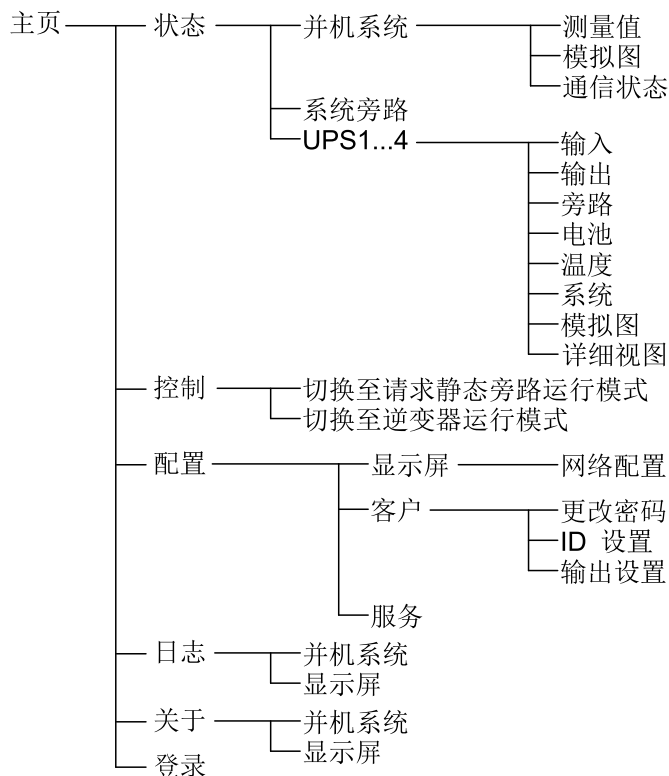 主页 状态 并机系统 测量值
模拟图
通信状态
系统旁路
UPS1...4 输入
输出
旁路
电池
温度
系统
模拟图
详细视图
控制 切换至请求静态旁路运行模式
切换至逆变器运行模式
配置 显示屏 网络配置
客户 更改密码
ID 设置
输出设置
服务
日志 并机系统
显示屏
关于 并机系统
显示屏
登录